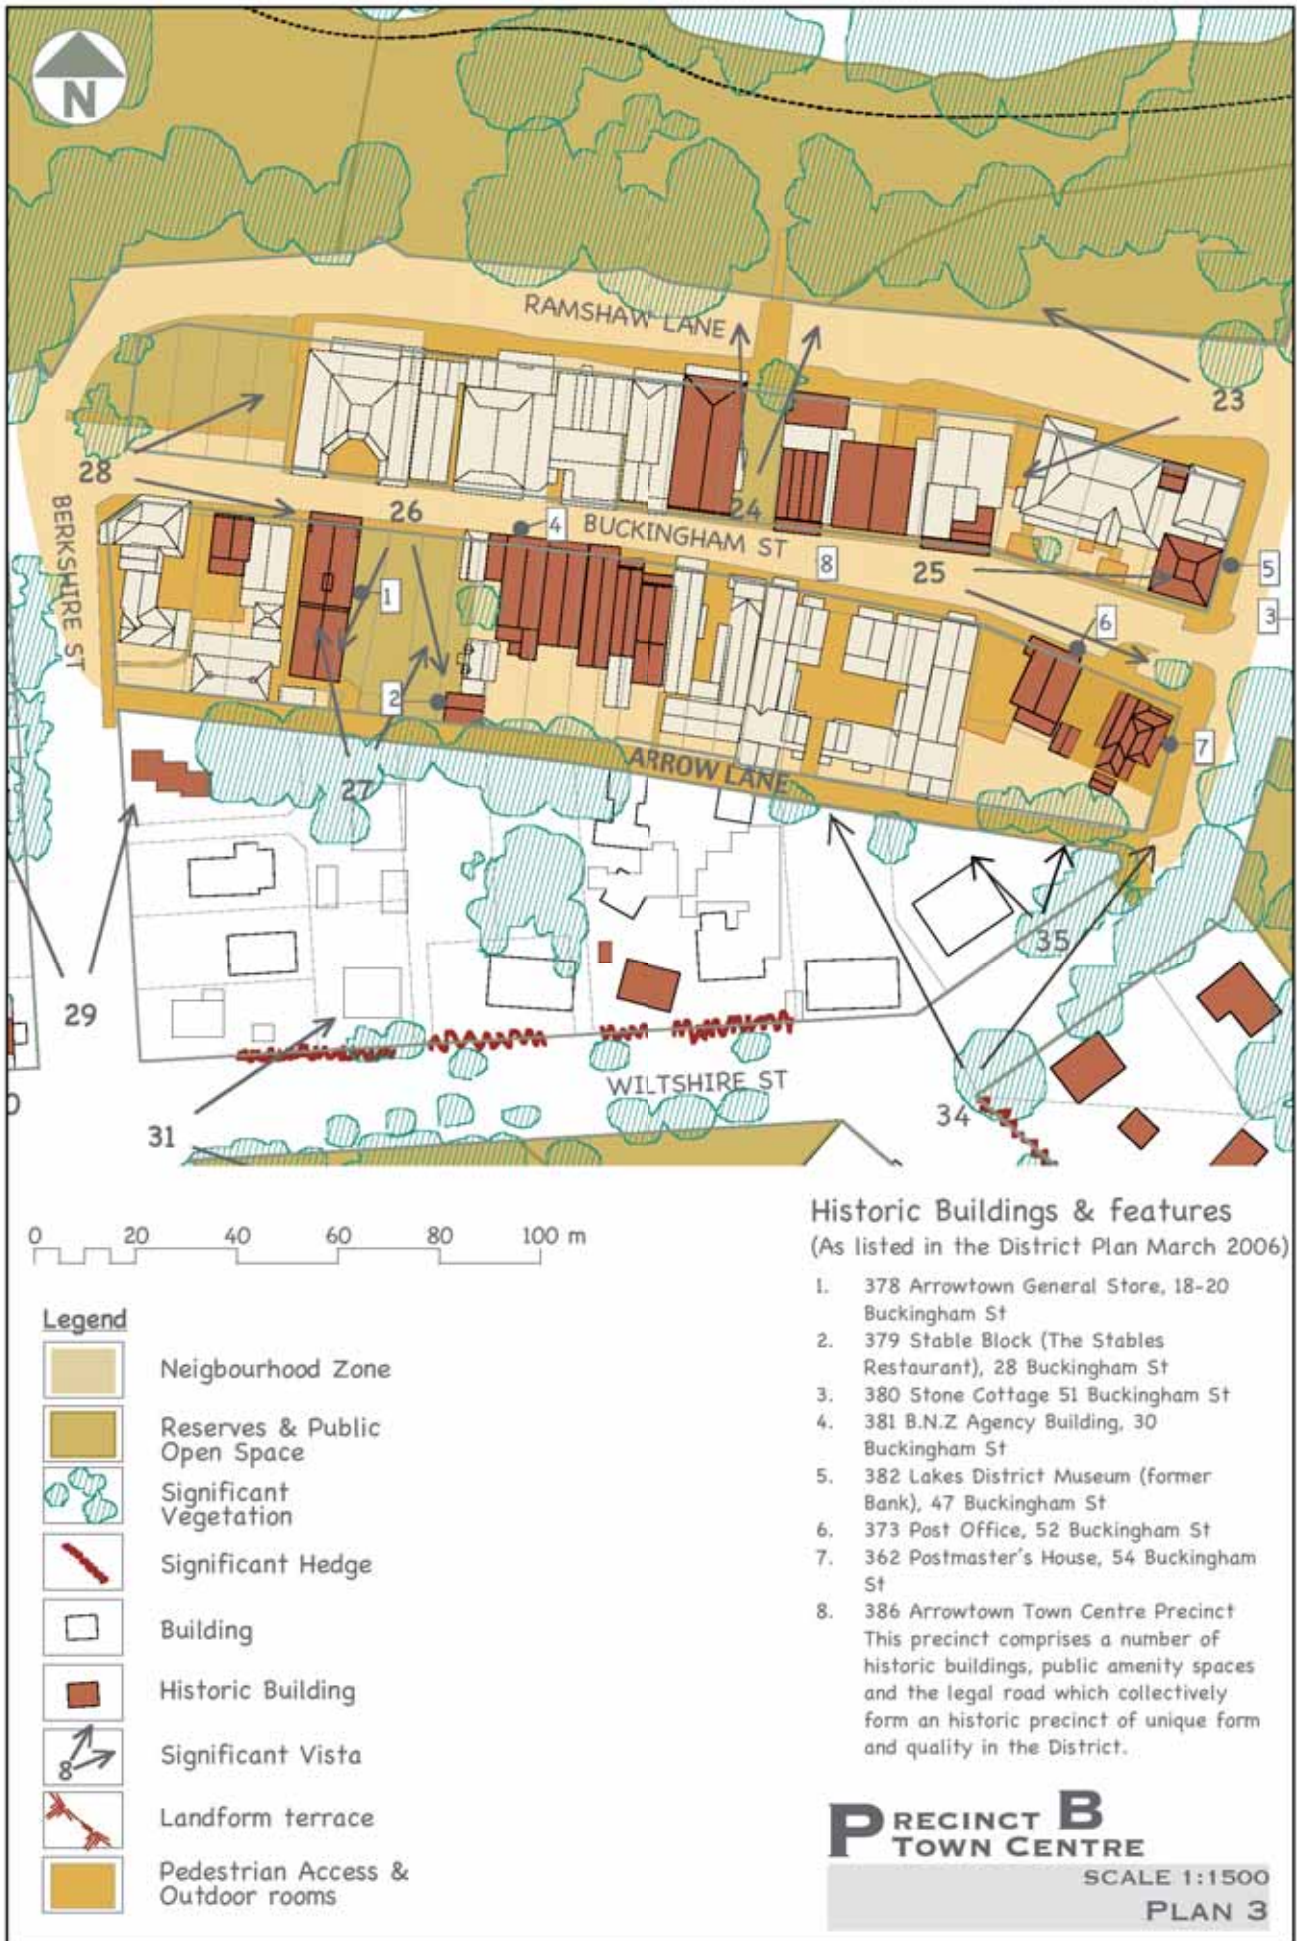 N
RAMSHAW LANE
23
28
BERKSHIRE ST
26
4
24
BUCKINGHAM ST
8
25
5
1
3
6
2
7
ARROW LANE
27
35
29
WILTSHIRE ST
34
31
0 20 40 60 80 100 m
Legend
Neigbourhood Zone
Reserves & Public
Open Space
Significant
Vegetation
Significant Hedge
Building
Historic Building
8
Significant Vista
Landform terrace
Pedestrian Access &
Outdoor rooms
Historic Buildings & features
(As listed in the District Plan March 2006)
1. 378 Arrowtown General Store, 18-20
Buckingham St
2. 379 Stable Block (The Stables
Restaurant), 28 Buckingham St
3. 380 Stone Cottage 51 Buckingham St
4. 381 B.N.Z Agency Building, 30
Buckingham St
5. 382 Lakes District Museum (former
Bank), 47 Buckingham St
6. 373 Post Office, 52 Buckingham St
7. 362 Postmaster's House, 54 Buckingham
St
8. 386 Arrowtown Town Centre Precinct
This precinct comprises a number of
historic buildings, public amenity spaces
and the legal road which collectively
form an historic precinct of unique form
and quality in the District.
PRECINCT B
TOWN CENTRE
SCALE 1:1500
PLAN 3